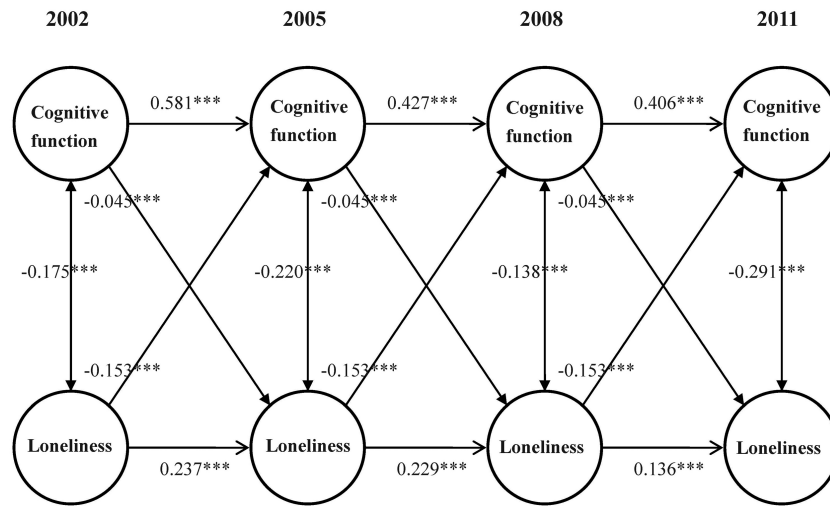 2002 2005 2008 2011
0.581*** 0.427*** 0.406***
Cognitive Cognitive Cognitive Cognitive
function function function function
-0.045*** -0.045*** -0.045***
-0.175*** -0.220*** -0.138*** -0.291***
-0.153*** -0.153*** -0.153***
Loneliness Loneliness Loneliness Loneliness
0.237*** 0.229*** 0.136***